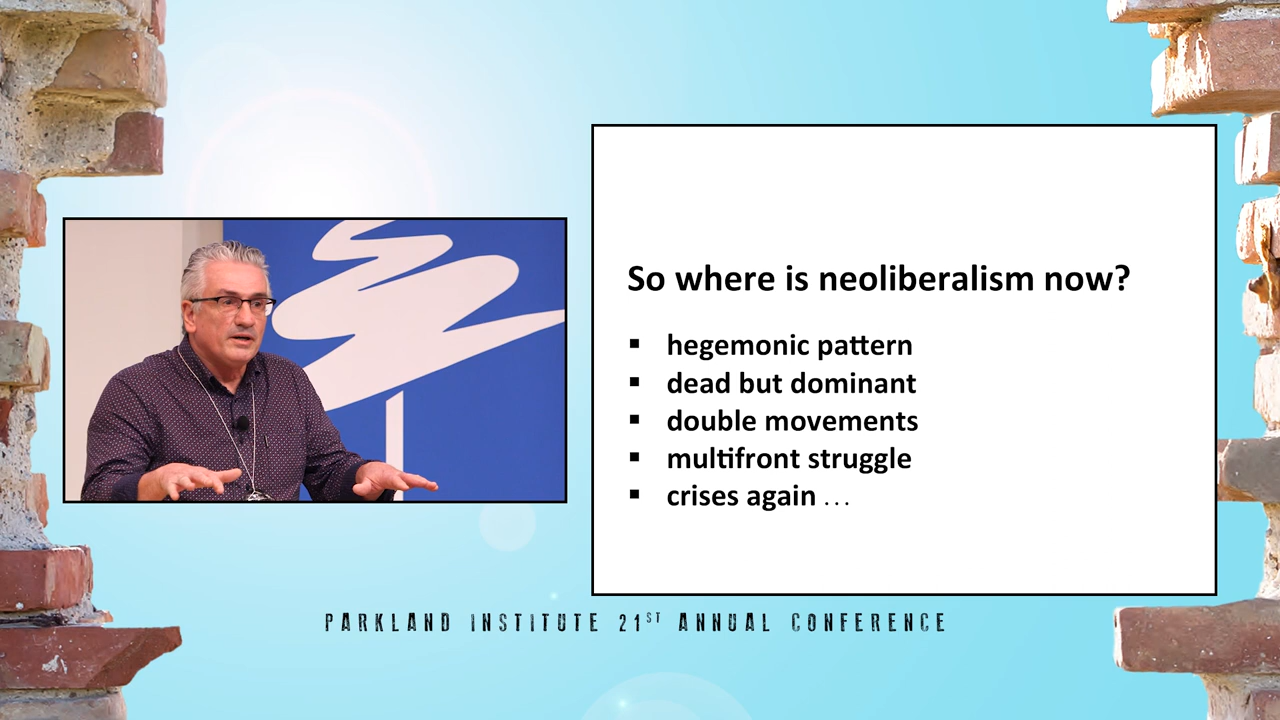 So where is neoliberalism now?
▪ hegemonic pattern
▪ dead but dominant
▪ double movements
▪ multifront struggle
▪ crises again ...
PARKLAND INSTITUTE 21ST ANNUAL CONFERENCE